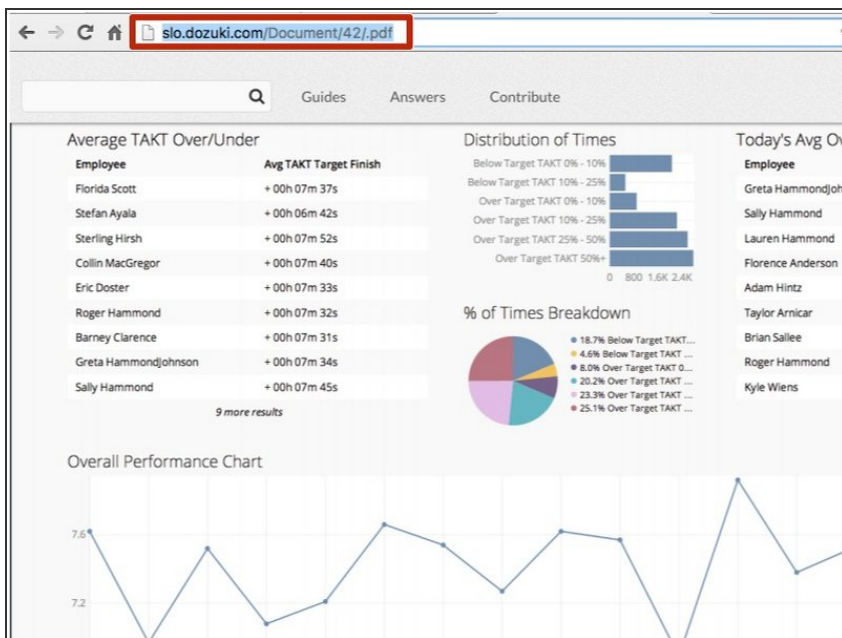 slo.dozuki.com/Document/42/.pdf
Guides Answers Contribute
Average TAKT Over/Under
Employee Avg TAKT Target Finish
Florida Scott + 00h 07m 37s
Stefan Ayala + 00h 06m 42s
Sterling Hirsh + 00h 07m 52s
Collin MacGregor + 00h 07m 40s
Eric Doster + 00h 07m 33s
Roger Hammond + 00h 07m 32s
Barney Clarence + 00h 07m 31s
Greta HammondJohnson + 00h 07m 34s
Sally Hammond + 00h 07m 45s
9 more results
Distribution of Times
Below Target TAKT 0% - 10%
Below Target TAKT 10% - 25%
Over Target TAKT 0% - 10%
Over Target TAKT 10% - 25%
Over Target TAKT 25% - 50%
Over Target TAKT 50%+
0 800 1.6K 2.4K
% of Times Breakdown
18.7% Below Target TAKT...
4.6% Below Target TAKT ...
8.0% Over Target TAKT 0...
20.2% Over Target TAKT ...
23.3% Over Target TAKT ...
25.1% Over Target TAKT ...
Today's Avg Ov
Employee
Greta HammondJoh
Sally Hammond
Lauren Hammond
Florence Anderson
Adam Hintz
Taylor Arnicar
Brian Sallee
Roger Hammond
Kyle Wiens
Overall Performance Chart
7.6
7.2